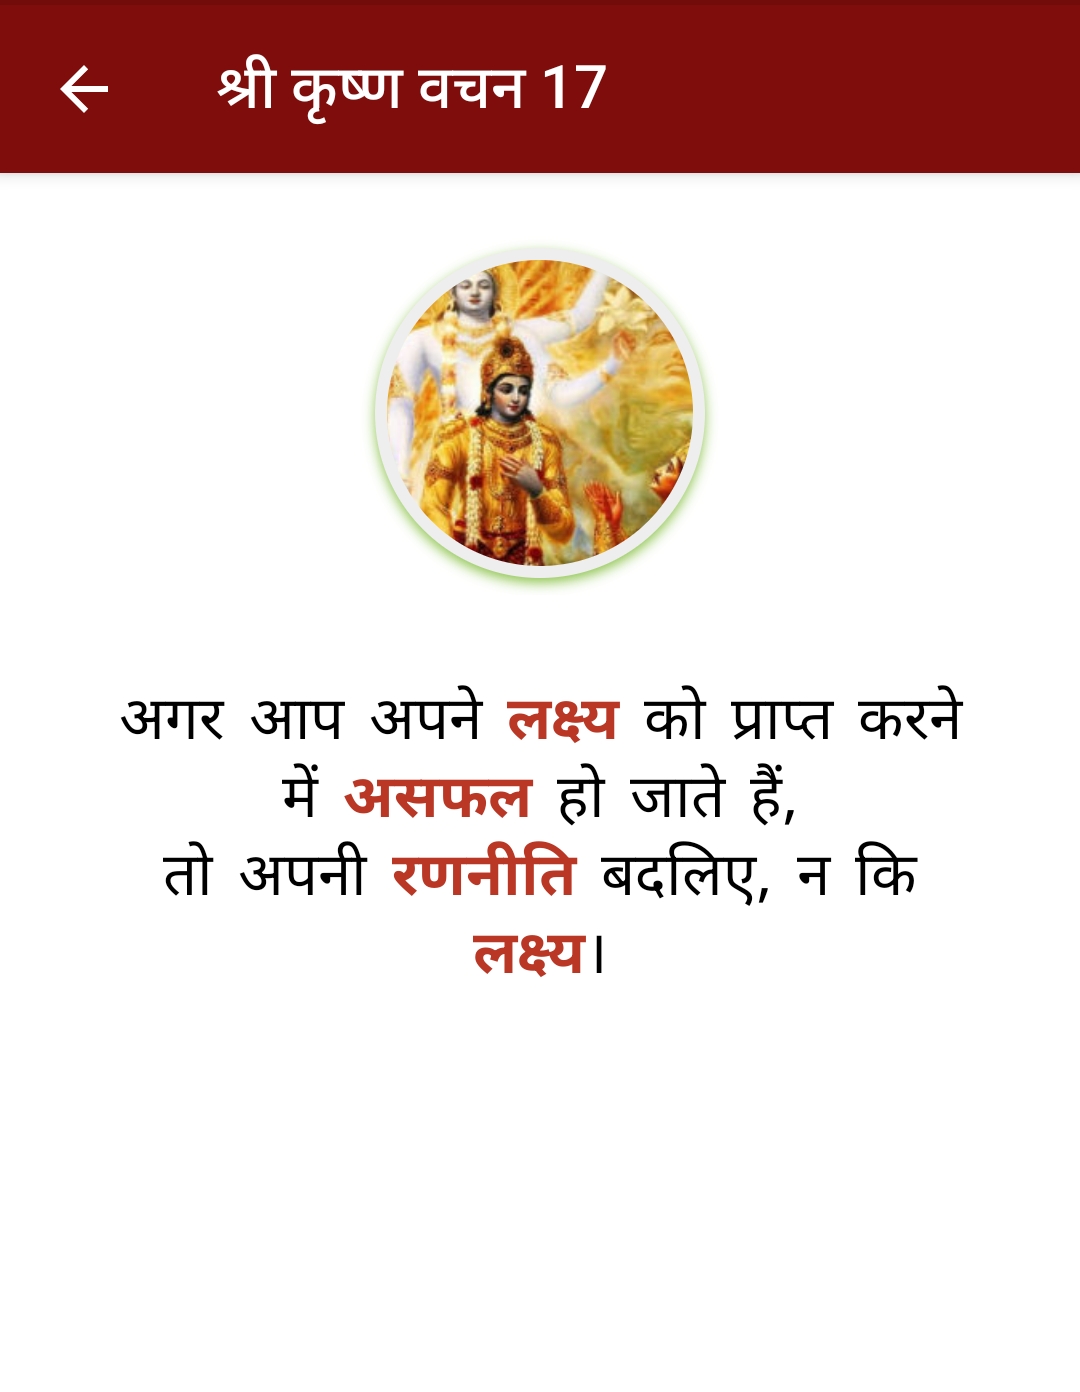 श्री कृष्ण वचन 17
अगर आप अपने लक्ष्य को प्राप्त करने
में असफल हो जाते हैं,
तो अपनी रणनीति बदलिए, न कि
लक्ष्य।